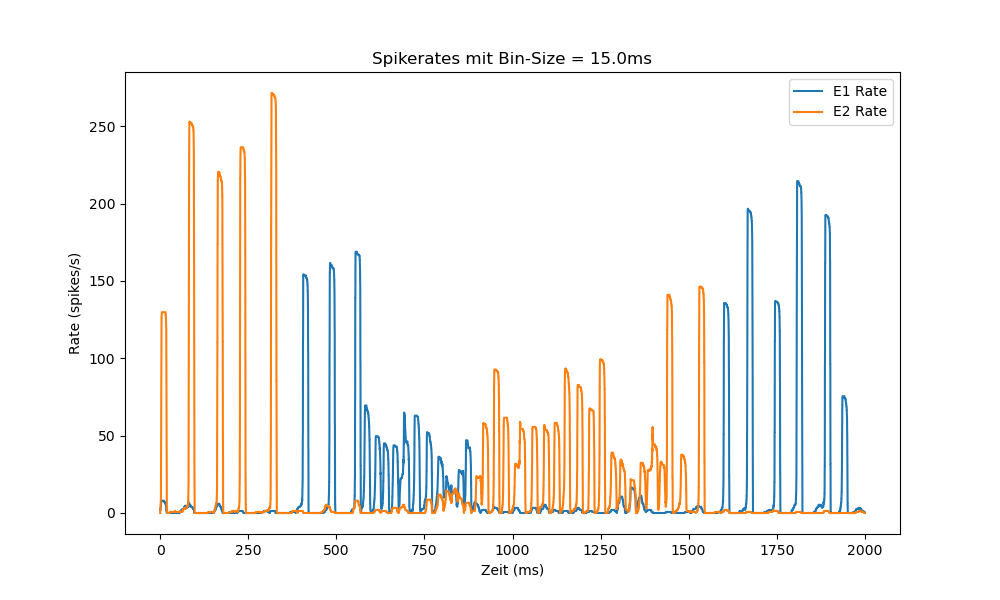 Spikerates mit Bin-Size = 15.0ms
E1 Rate
E2 Rate
250
200
150
100
50
0
Rate (spikes/s)
0 250 500 750 1000 1250 1500 1750 2000
Zeit (ms)